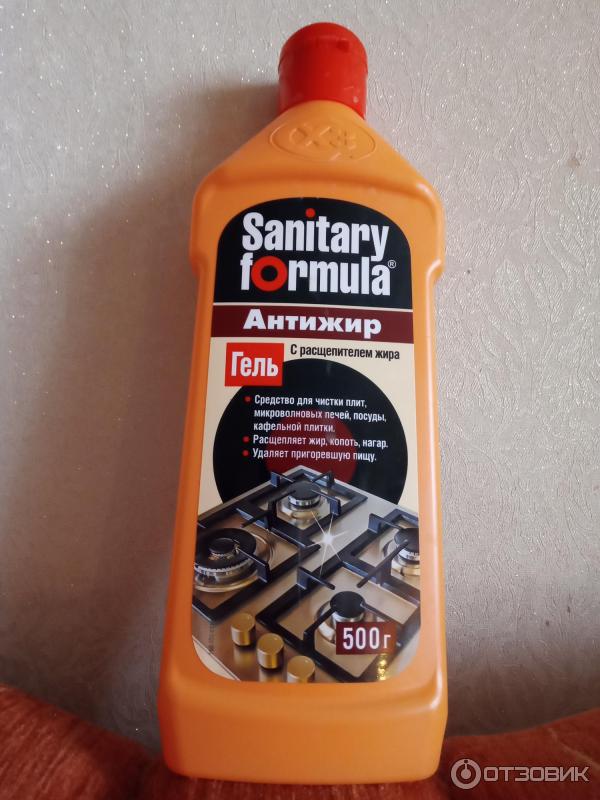 Sanitary
formula®
Антижир
Гель
С расщепителем жира
• Средство для чистки плит,
микроволновых печей, посуды,
кафельной плитки.
• Расщепляет жир, копоть, нагар.
• Удаляет пригоревшую пищу.
500 г
ОТЗОВИК